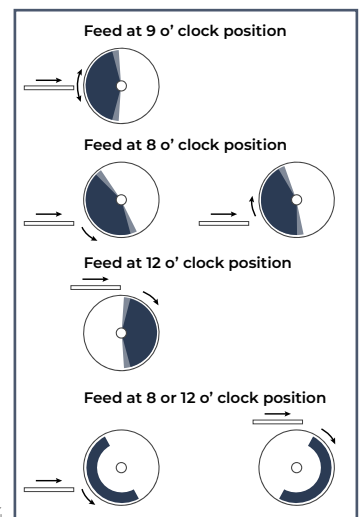 Feed at 9 o' clock position
Feed at 8 o' clock position
Feed at 12 o' clock position
Feed at 8 or 12 o' clock position